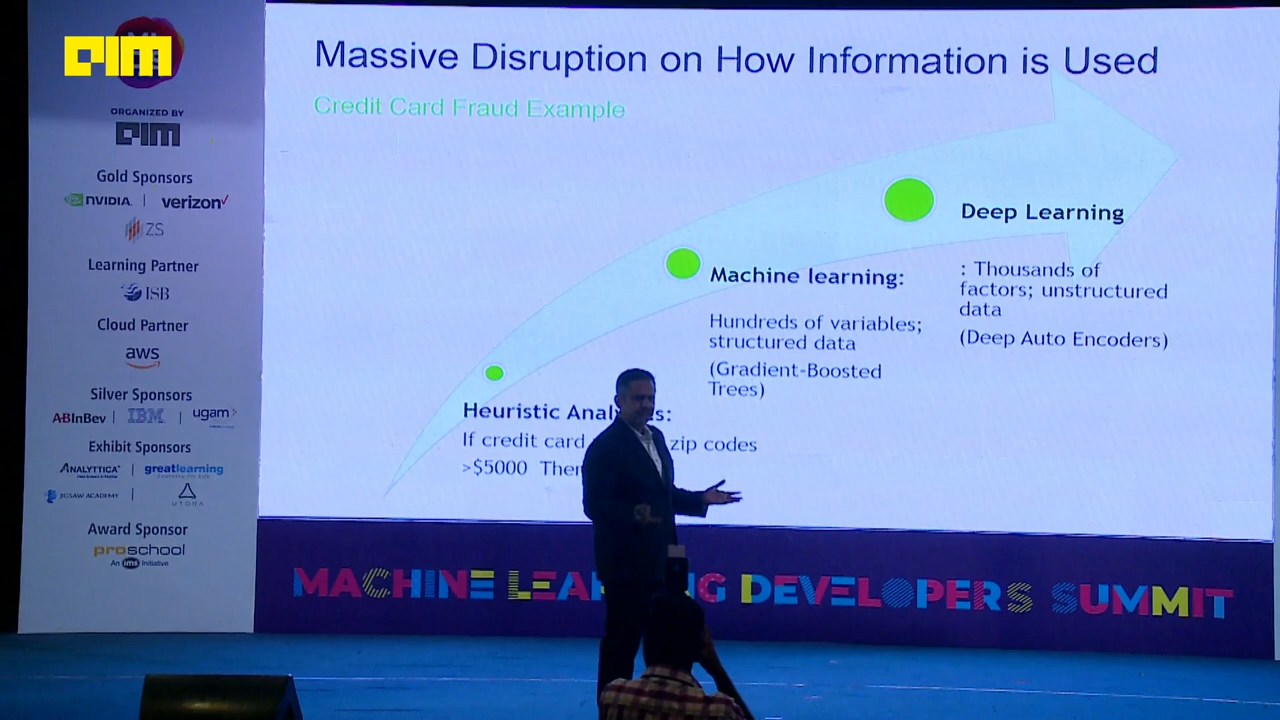 AIM
ORGANIZED BY
AIM
Gold Sponsors
NVIDIA. verizon
ZS
Learning Partner
ISB
Cloud Partner
aws
Silver Sponsors
ABInBev IBM ugam
Exhibit Sponsors
ANALYTTICA greatlearning
JIGSAW ACADEMY UTORA
Award Sponsor
proschool
An ims Initiative
Massive Disruption on How Information is Used
Credit Card Fraud Example
Deep Learning
: Thousands of
factors; unstructured
data
(Deep Auto Encoders)
Machine learning:
Hundreds of variables;
structured data
(Gradient-Boosted
Trees)
Heuristic Anal s:
If credit card zip codes
>$5000 Then
MACHINE LEARNING DEVELOPERS SUMMIT